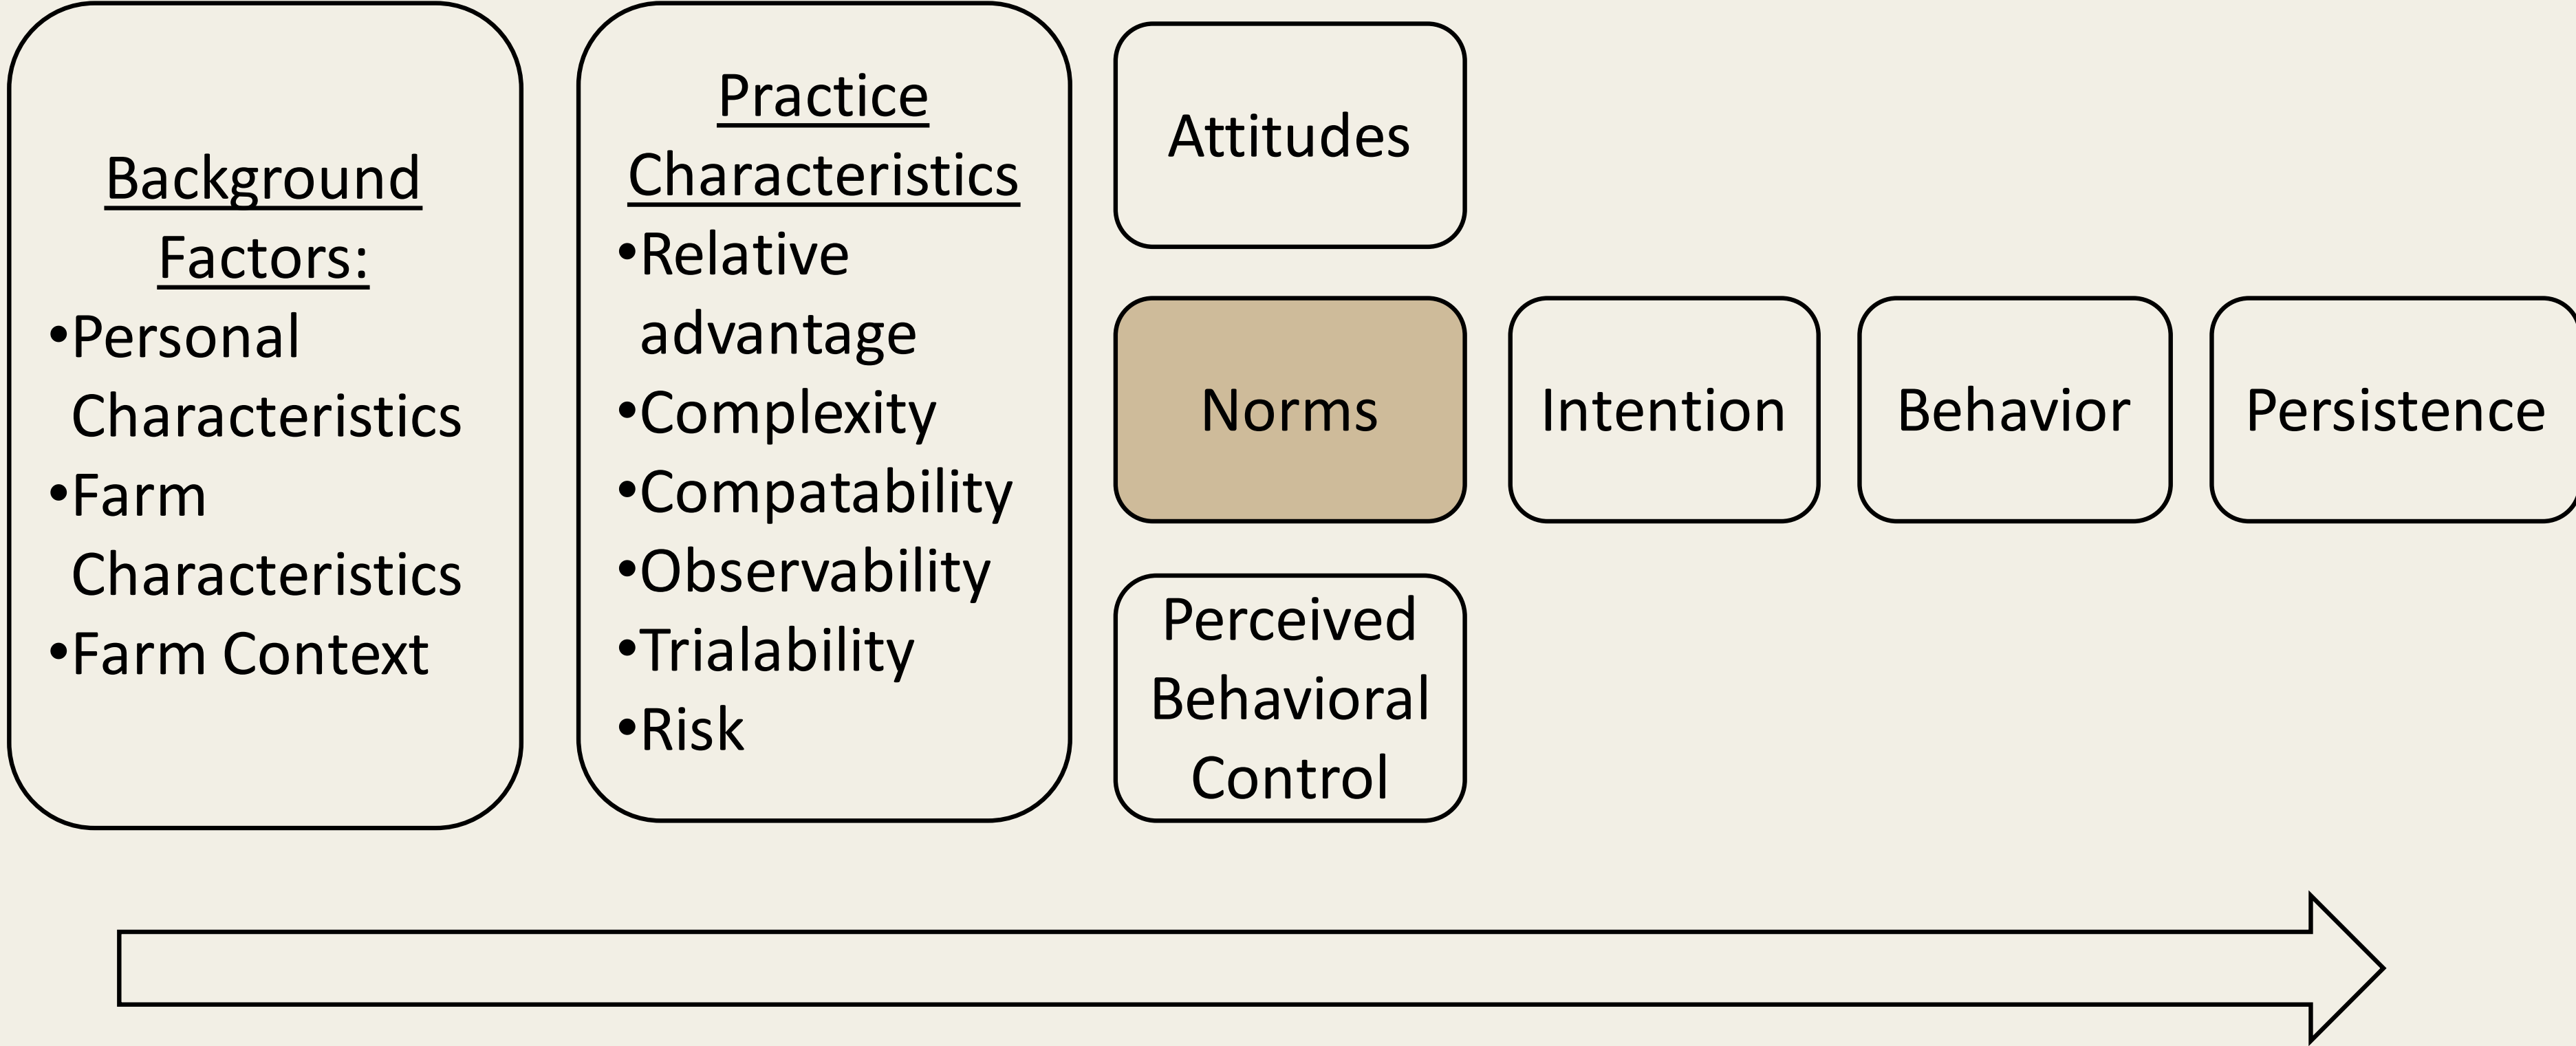 Background
Factors:
•Personal
Characteristics
•Farm
Characteristics
•Farm Context
Practice
Characteristics
•Relative
advantage
•Complexity
•Compatability
•Observability
•Trialability
•Risk
Attitudes
Norms
Perceived
Behavioral
Control
Intention
Behavior
Persistence